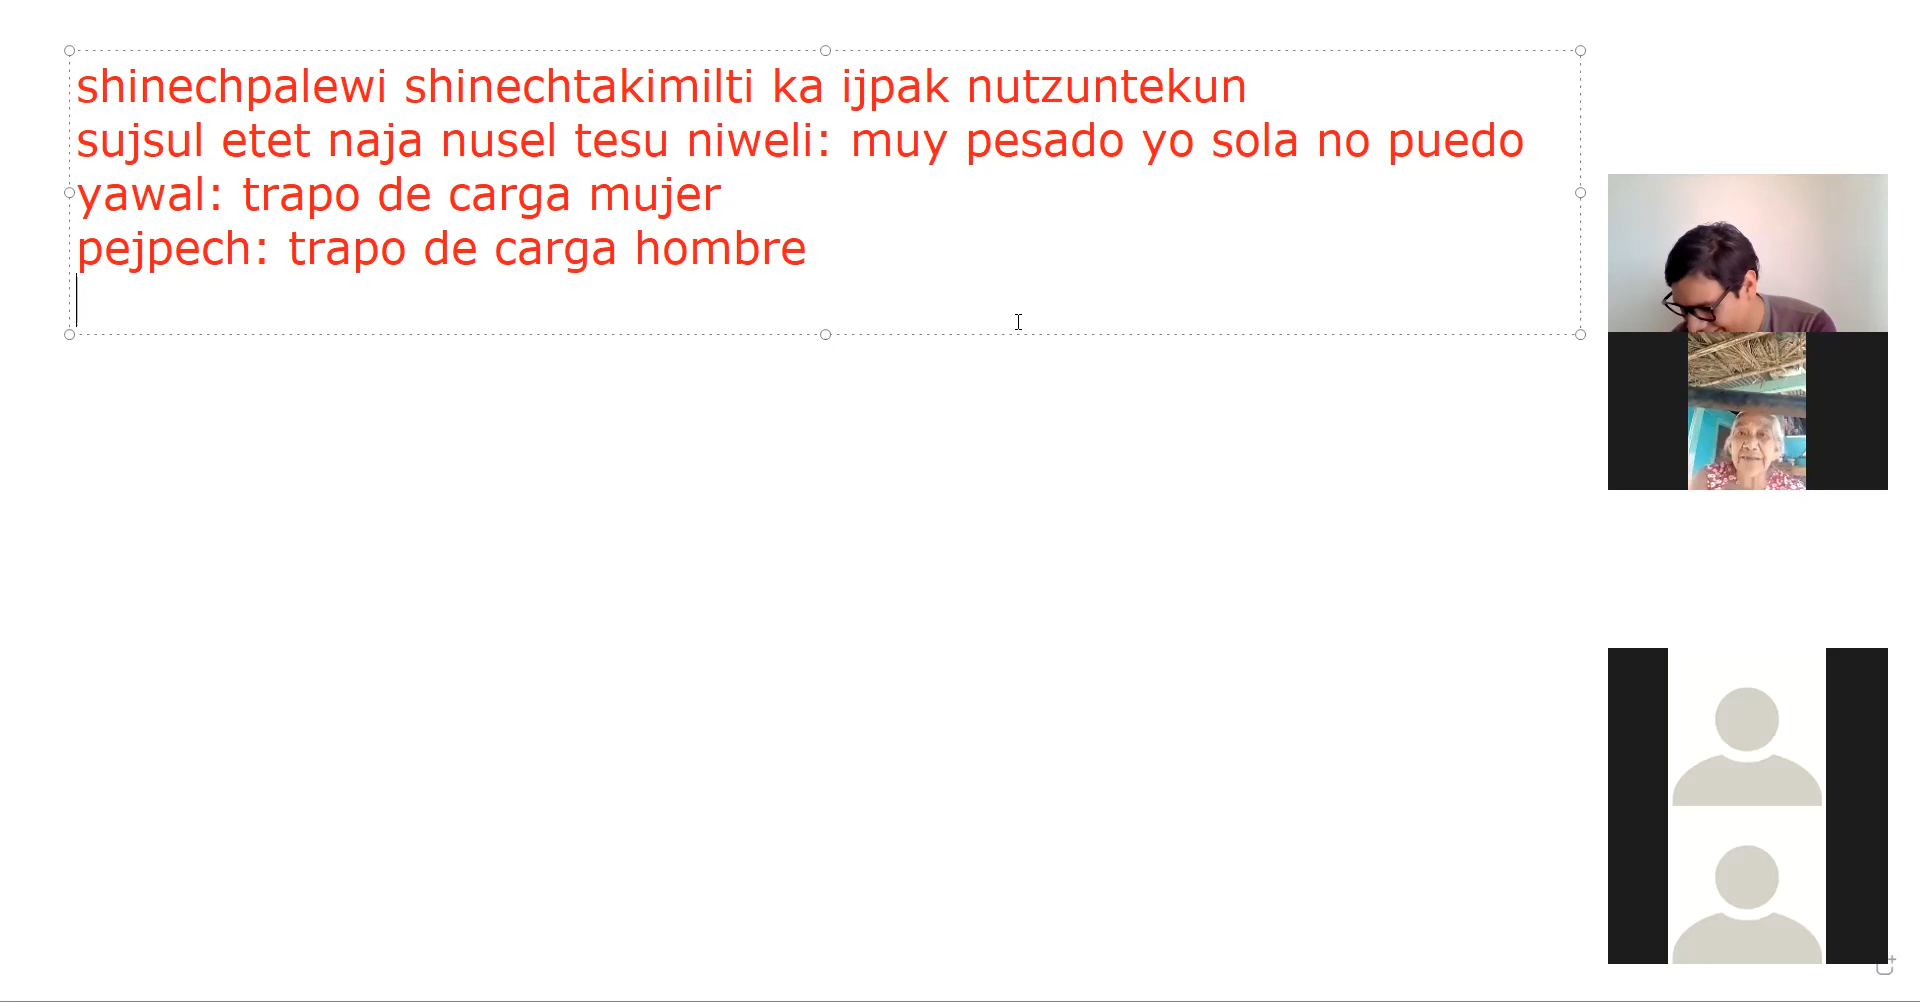 shinechpalewi shinechtakimilti ka ijpak nutzuntekun
sujsul etet naja nusel tesu niweli: muy pesado yo sola no puedo
yawal: trapo de carga mujer
pejpech: trapo de carga hombre